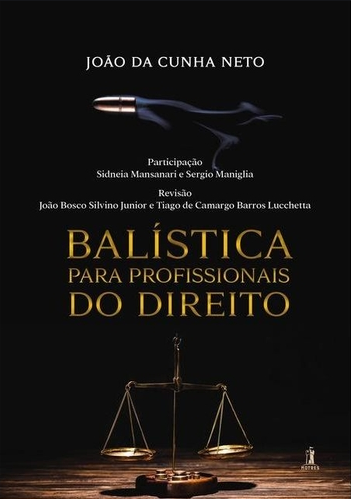 JOÃO DA CUNHA NETO
Participação
Sidneia Mansanari e Sergio Maniglia
Revisão
João Bosco Silvino Junior e Tiago de Camargo Barros Lucchetta
BALÍSTICA
PARA PROFISSIONAIS
DO DIREITO
MOTRES